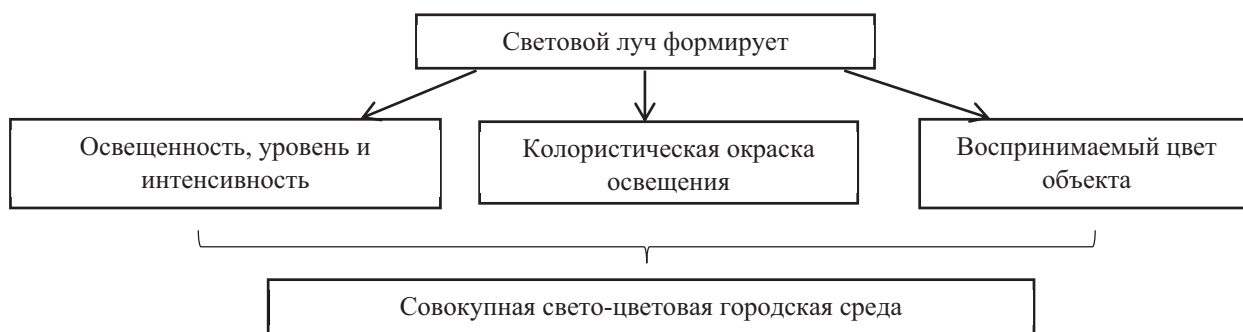 Световой луч формирует
Освещенность, уровень и
интенсивность
Колористическая окраска
освещения
Воспринимаемый цвет
объекта
Совокупная свето-цветовая городская среда